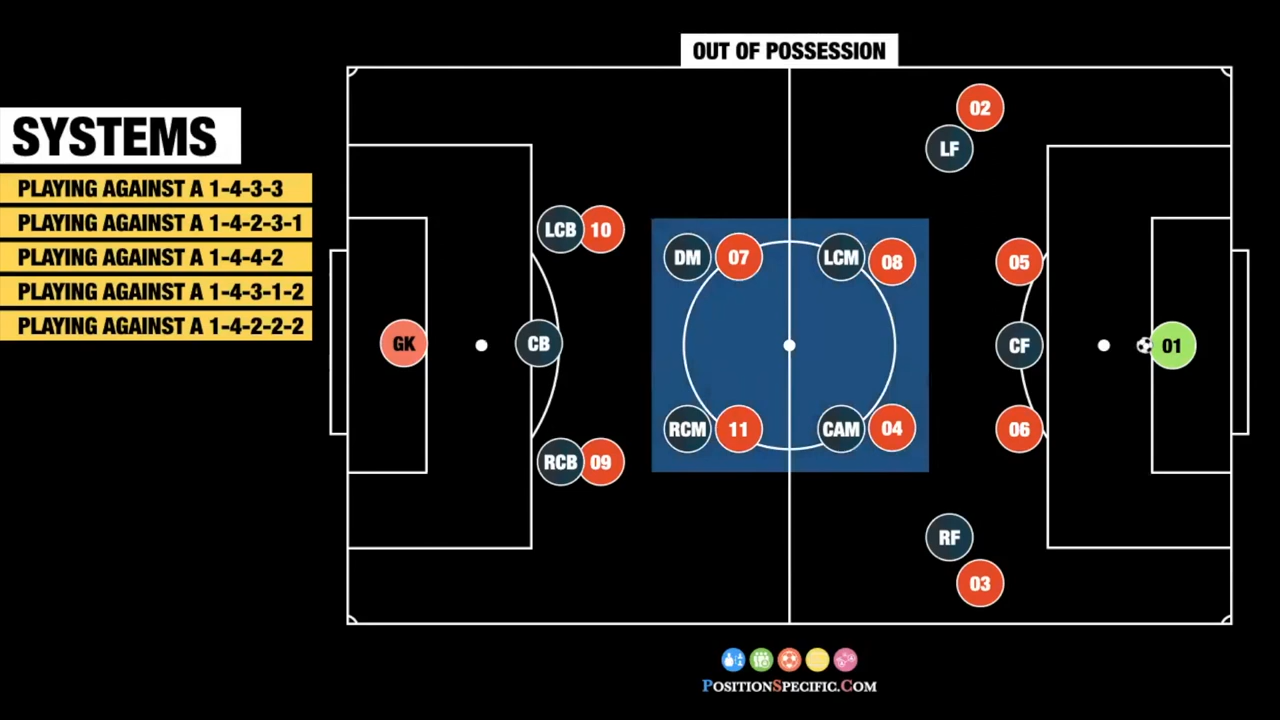 OUT OF POSSESSION
SYSTEMS
PLAYING AGAINST A 1-4-3-3
PLAYING AGAINST A 1-4-2-3-1
PLAYING AGAINST A 1-4-4-2
PLAYING AGAINST A 1-4-3-1-2
PLAYING AGAINST A 1-4-2-2-2
02
LF
LCB 10
DM 07 LCM 08 05
GK CB CF 01
RCM 11 CAM 04 06
RCB 09
RF
03
POSITIONSPECIFIC.COM